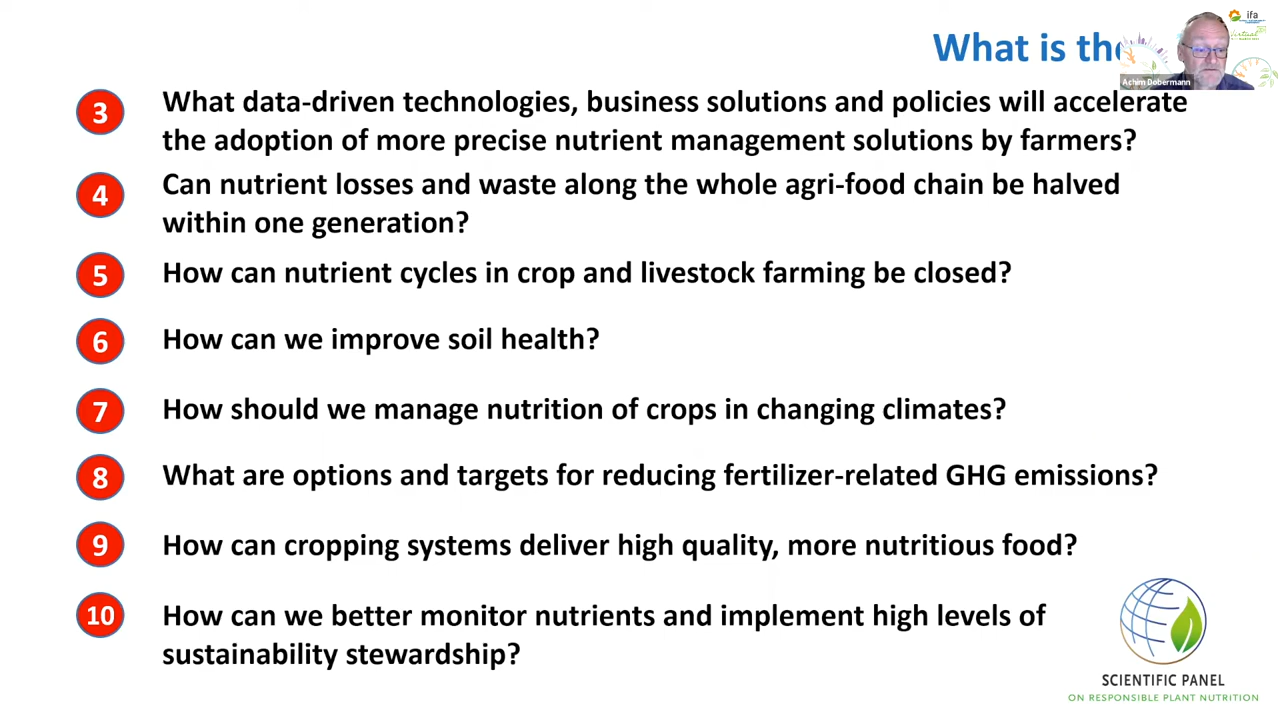 What is the
ifa
Achim Dobermann
3 What data-driven technologies, business solutions and policies will accelerate
the adoption of more precise nutrient management solutions by farmers?
4 Can nutrient losses and waste along the whole agri-food chain be halved
within one generation?
5 How can nutrient cycles in crop and livestock farming be closed?
6 How can we improve soil health?
7 How should we manage nutrition of crops in changing climates?
8 What are options and targets for reducing fertilizer-related GHG emissions?
9 How can cropping systems deliver high quality, more nutritious food?
10 How can we better monitor nutrients and implement high levels of
sustainability stewardship?
SCIENTIFIC PANEL
ON RESPONSIBLE PLANT NUTRITION